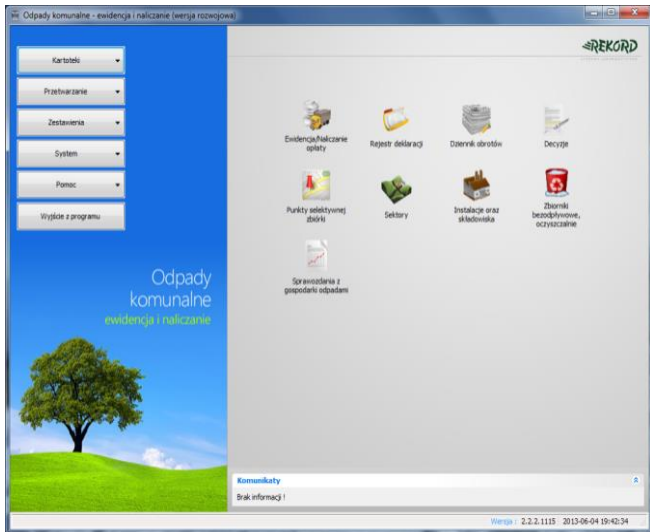 Odpady komunalne - ewidencja i naliczanie (wersja rozwojowa)
REKORD
Kartoteki
Przetwarzanie
Zestawienia
System
Pomoc
Wyjście z programu
Ewidencja/Naliczanie
opłaty
Rejestr deklaracji
Dziennik obrotów
Decyzje
Punkty selektywnej
zbiórki
Sektory
Instalacje oraz
składowiska
Zbiorniki
bezodpływowe,
oczyszczalnie
Sprawozdania z
gospodarki odpadami
Odpady
komunalne
ewidencja i naliczanie
Komunikaty
Brak informacji !
Wersja : 2.2.2.1115 2013-06-04 19:42:34